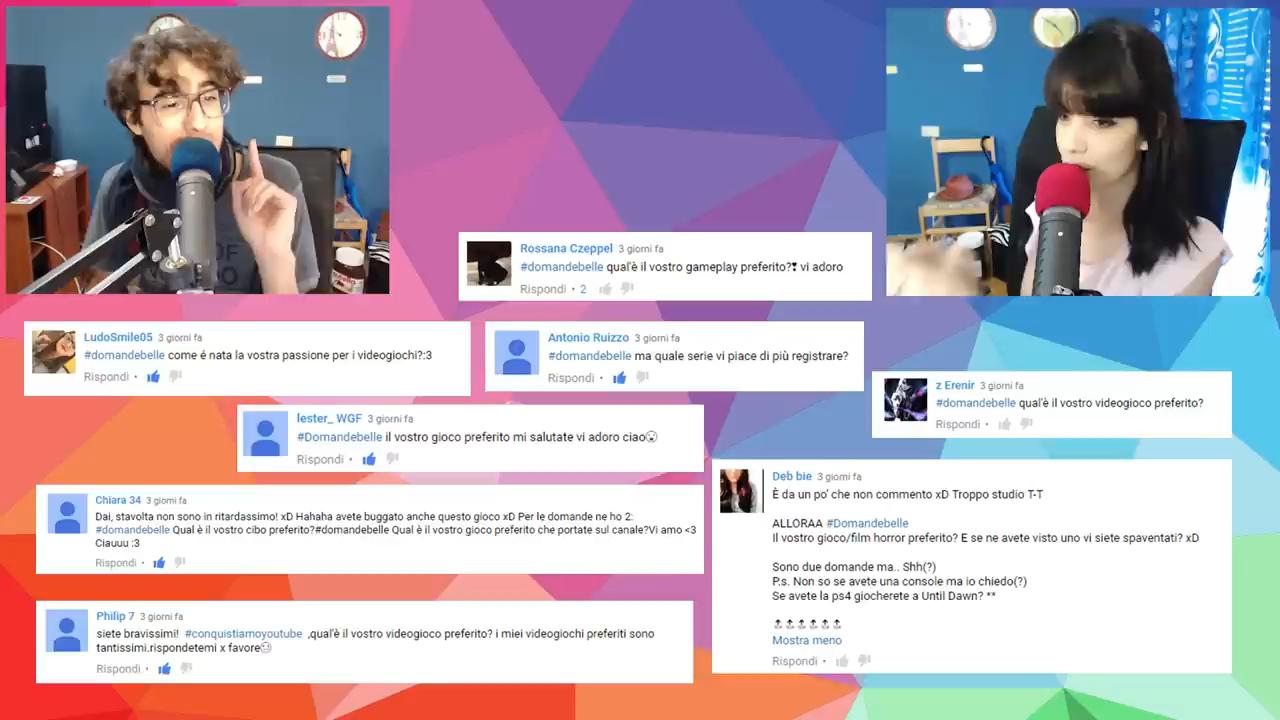 Rossana Czeppel 3 giorni fa
#domandebelle qual'è il vostro gameplay preferito?❣ vi adoro
Rispondi • 2
LudoSmile05 3 giorni fa
#domandebelle come é nata la vostra passione per i videogiochi?:3
Rispondi •
Antonio Ruizzo 3 giorni fa
#domandebelle ma quale serie vi piace di più registrare?
Rispondi •
z Erenir 3 giorni fa
#domandebelle qual'è il vostro videogioco preferito?
Rispondi •
lester_ WGF 3 giorni fa
#Domandebelle il vostro gioco preferito mi salutate vi adoro ciao
Rispondi •
Chiara 34 3 giorni fa
Dai, stavolta non sono in ritardassimo! xD Hahaha avete buggato anche questo gioco xD Per le domande ne ho 2:
#domandebelle Qual è il vostro cibo preferito?#domandebelle Qual è il vostro gioco preferito che portate sul canale?Vi amo <3
Ciauuu :3
Rispondi •
Deb bie 3 giorni fa
È da un po' che non commento xD Troppo studio T-T
ALLORAA #Domandebelle
Il vostro gioco/film horror preferito? E se ne avete visto uno vi siete spaventati? xD
Sono due domande ma.. Shh(?)
P.s. Non so se avete una console ma io chiedo(?)
Se avete la ps4 giocherete a Until Dawn? **
Mostra meno
Rispondi •
Philip 7 3 giorni fa
siete bravissimi! #conquistiamoyoutube ,qual'è il vostro videogioco preferito? i miei videogiochi preferiti sono
tantissimi.rispondetemi x favore
Rispondi •
nutella